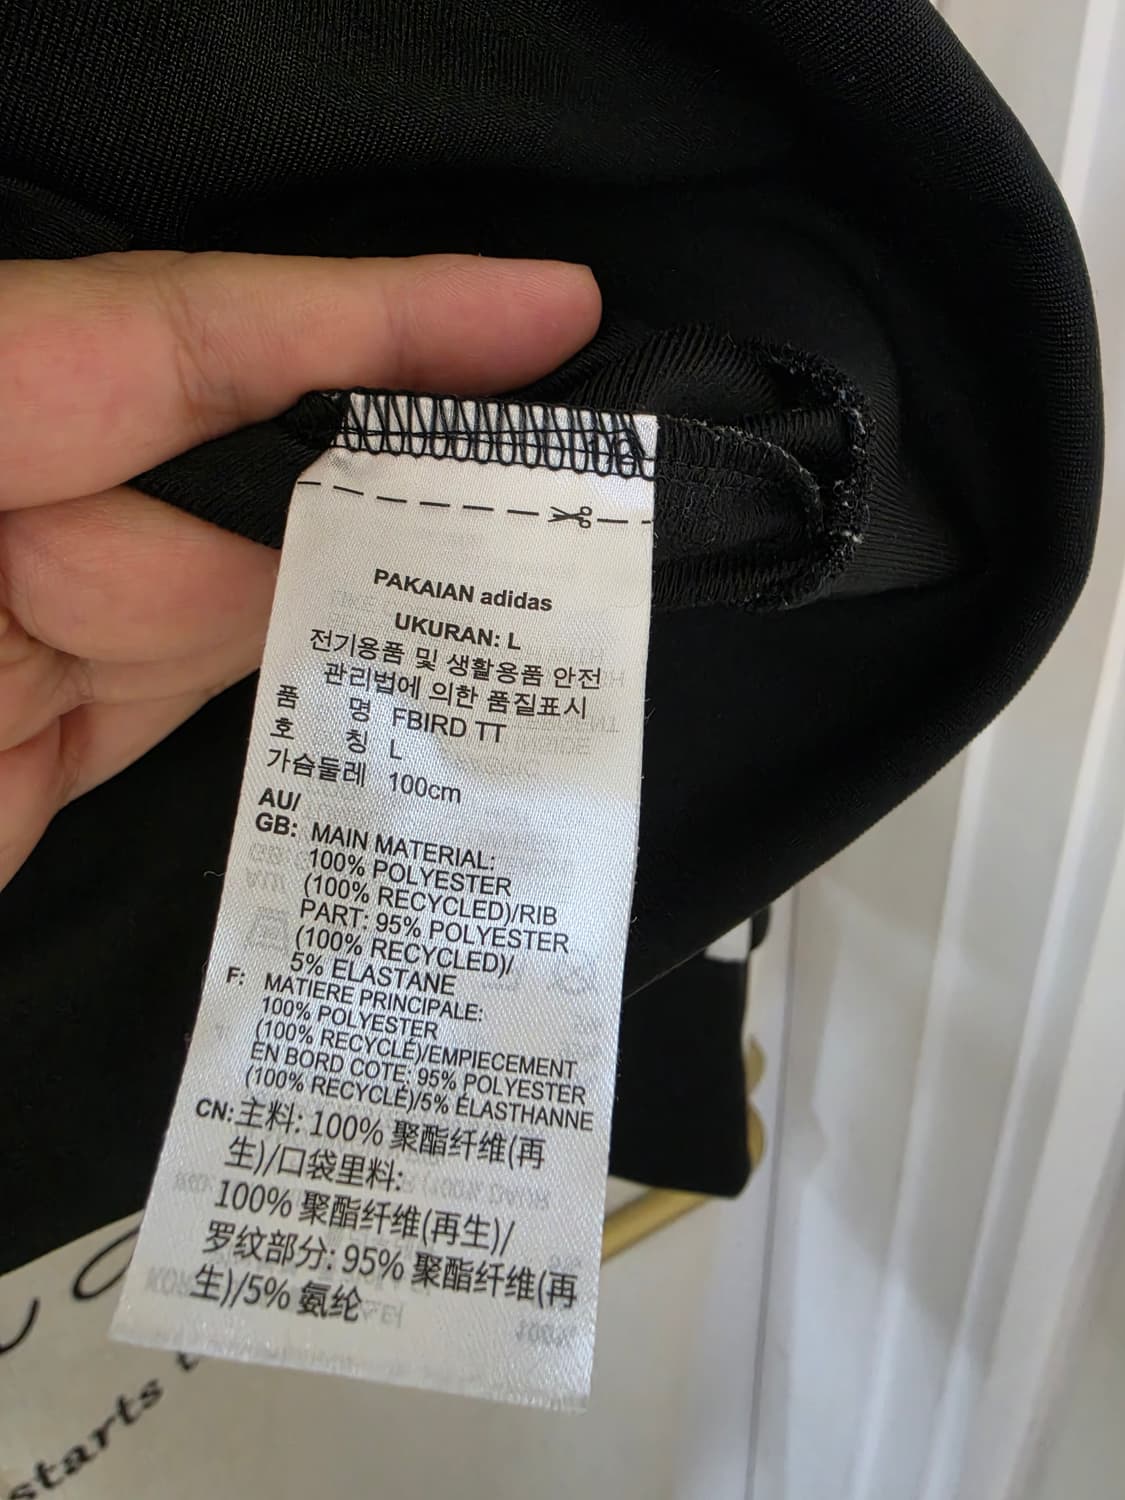 PAKAIAN adidas
UKURAN: L
전기용품 및 생활용품 안전
관리법에 의한 품질표시
품 명 FBIRD TT
호 칭 L
가슴둘레 100cm
AU/
GB: MAIN MATERIAL:
100% POLYESTER
(100% RECYCLED)/RIB
PART: 95% POLYESTER
(100% RECYCLED)/
5% ELASTANE
F: MATIERE PRINCIPALE:
100% POLYESTER
(100% RECYCLÉ)/EMPIECEMENT
EN BORD COTE: 95% POLYESTER
(100% RECYCLÉ)/5% ÉLASTHANNE
CN: 主料: 100% 聚酯纤维(再
生)/口袋里料:
100% 聚酯纤维(再生)/
罗纹部分: 95% 聚酯纤维(再
生)/5% 氨纶
starts